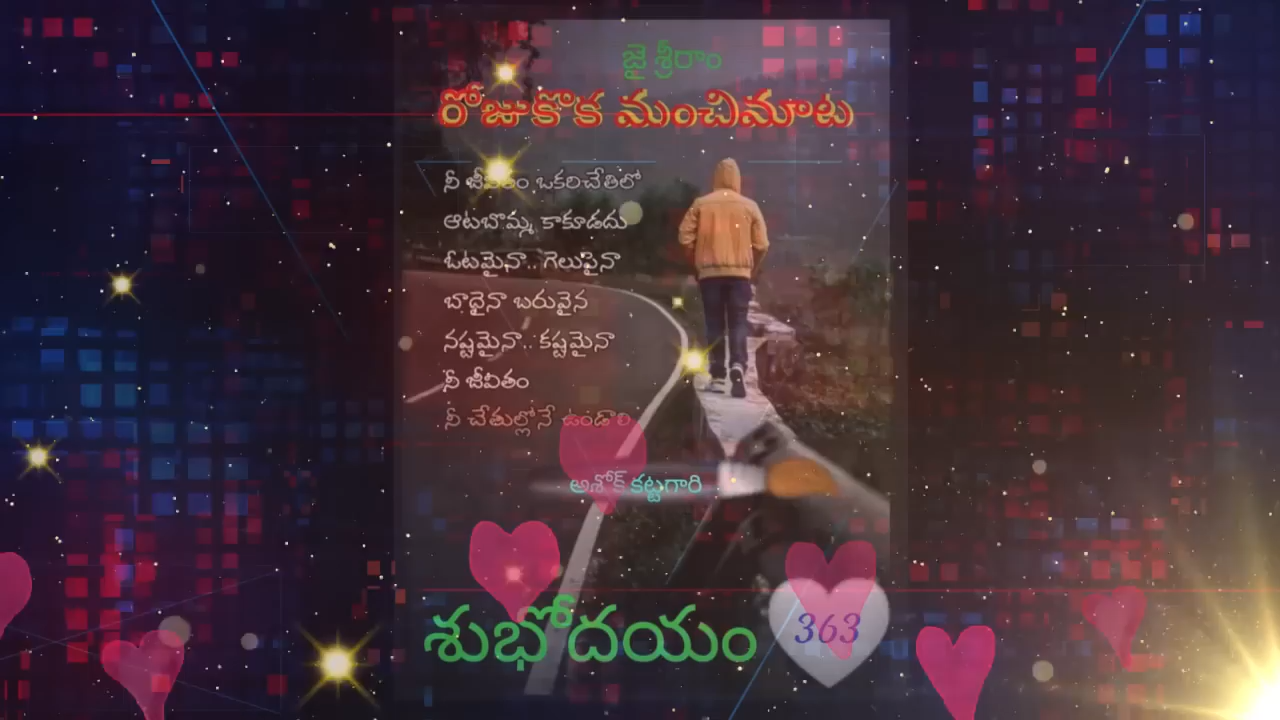 జై శ్రీరాం
రోజుకొక మంచిమాట
నీ జీవితం ఒకరిచేతిలో
ఆటబొమ్మ కాకూడదు
ఓటమైనా.. గెలుపైనా
బాధైనా బరువైన
నష్టమైనా.. కష్టమైనా
నీ జీవితం
నీ చేతుల్లోనే ఉండాలి
అశోక్ కట్టగారి
శుభోదయం
363